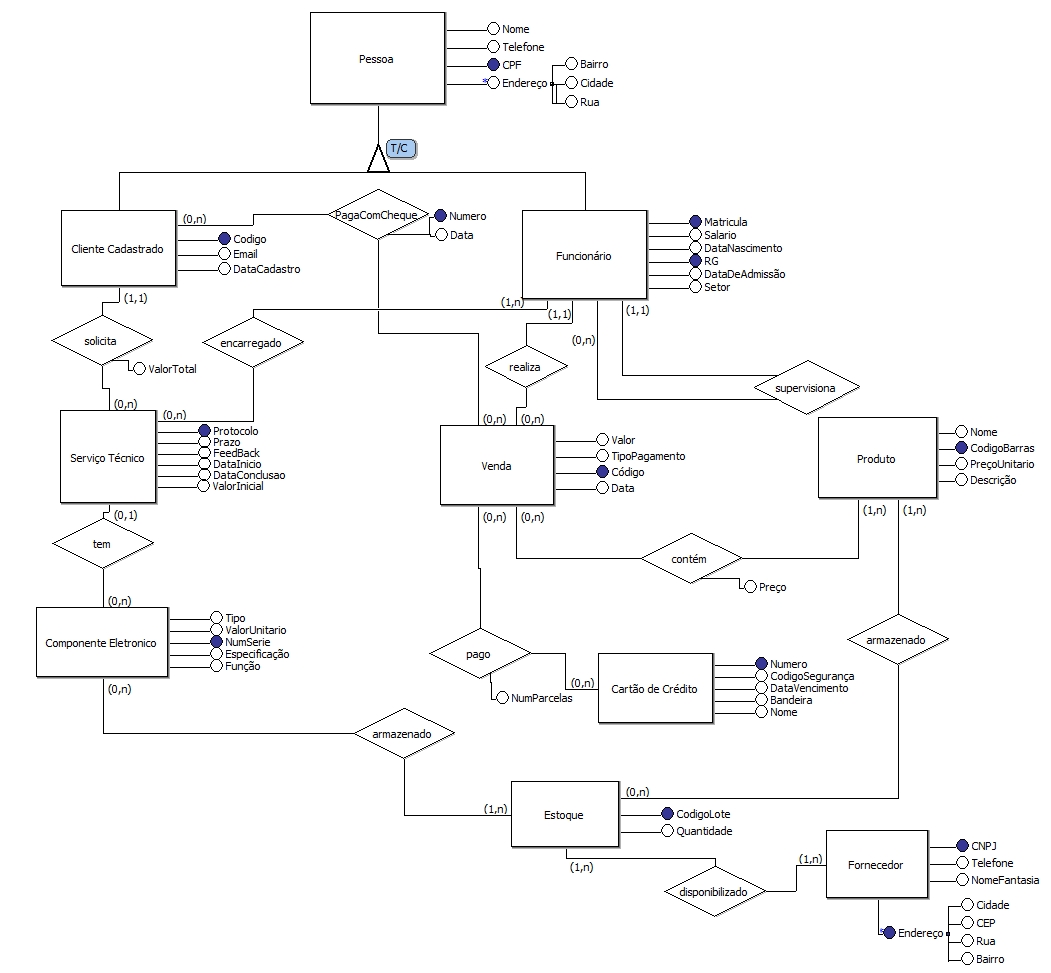 Pessoa
Nome
Telefone
CPF
*
Endereço
Bairro
Cidade
Rua
T/C
Cliente Cadastrado
(0,n)
Codigo
Email
DataCadastro
PagaComCheque
Numero
Data
Funcionário
Matricula
Salario
DataNascimento
RG
DataDeAdmissão
Setor
(1,1)
(1,n)
(1,1)
(0,n)
(1,1)
solicita
ValorTotal
encarregado
realiza
supervisiona
(0,n)
(0,n)
(0,n)
(0,n)
Serviço Técnico
Protocolo
Prazo
FeedBack
DataInicio
DataConclusao
ValorInicial
Venda
Valor
TipoPagamento
Código
Data
Produto
Nome
CodigoBarras
PreçoUnitario
Descrição
(0,1)
(0,n)
(0,n)
(1,n)
(1,n)
tem
contém
Preço
(0,n)
Componente Eletronico
Tipo
ValorUnitario
NumSerie
Especificação
Função
(0,n)
pago
NumParcelas
(0,n)
Cartão de Crédito
Numero
CodigoSegurança
DataVencimento
Bandeira
Nome
armazenado
armazenado
(1,n)
Estoque
(0,n)
CodigoLote
Quantidade
(1,n)
disponibilizado
(1,n)
Fornecedor
CNPJ
Telefone
NomeFantasia
*
Endereço
Cidade
CEP
Rua
Bairro